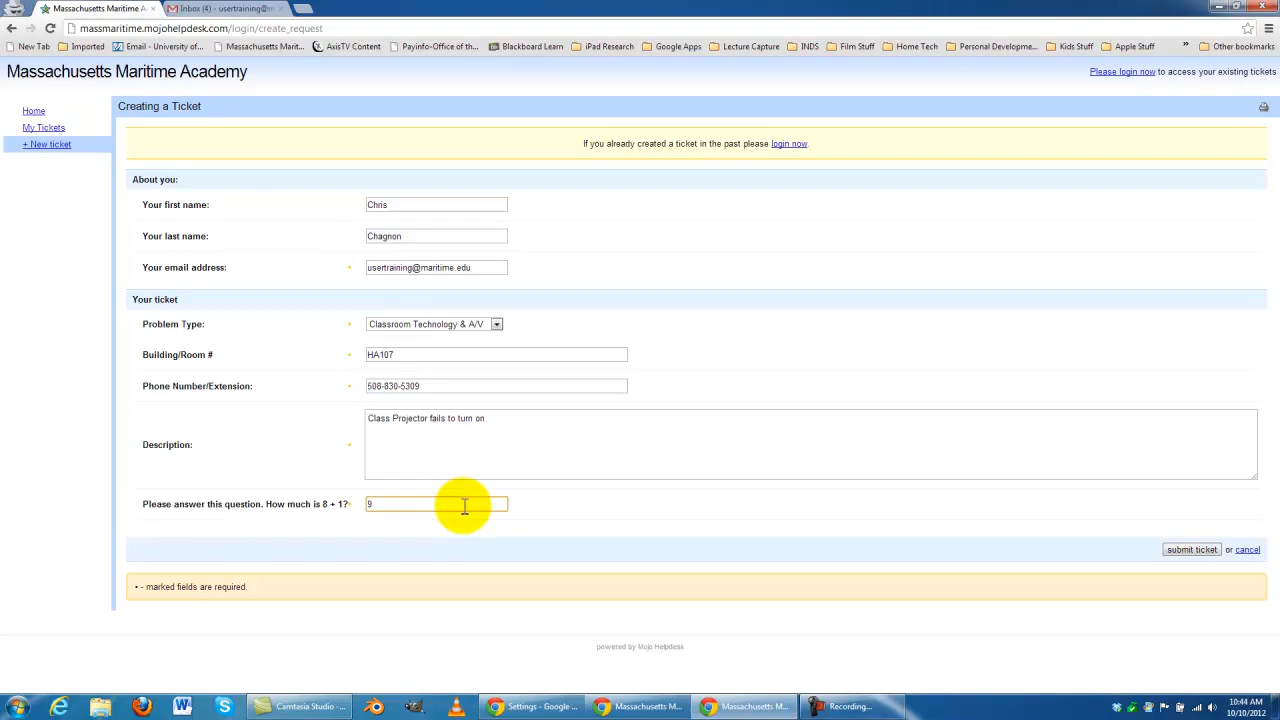 Massachusetts Maritime A
Inbox (4) - usertraining@m
massmaritime.mojohelpdesk.com/login/create_request
New Tab
Imported
Email - University of...
Massachusetts Marit...
AxisTV Content
Payinfo-Office of the...
Blackboard Learn
iPad Research
Google Apps
Lecture Capture
INDE
Film Stuff
Home Tech
Personal Developme...
Kids Stuff
Apple Stuff
»
Other bookmarks
Massachusetts Maritime Academy
Please login now to access your existing tickets
Home
My Tickets
+ New ticket
Creating a Ticket
If you already created a ticket in the past please login now.
About you:
Your first name: Chris
Your last name: Chagnon
Your email address: usertraining@maritime.edu
Your ticket
Problem Type: Classroom Technology & A/V
Building/Room # HA107
Phone Number/Extension: 508-830-5309
Description: Class Projector fails to turn on
Please answer this question. How much is 8 + 1? 9
submit ticket or cancel
• - marked fields are required.
powered by Mojo Helpdesk
Camtasia Studio -...
Settings - Google ...
Massachusetts M...
Massachusetts M...
Recording...
10:44 AM
10/10/2012